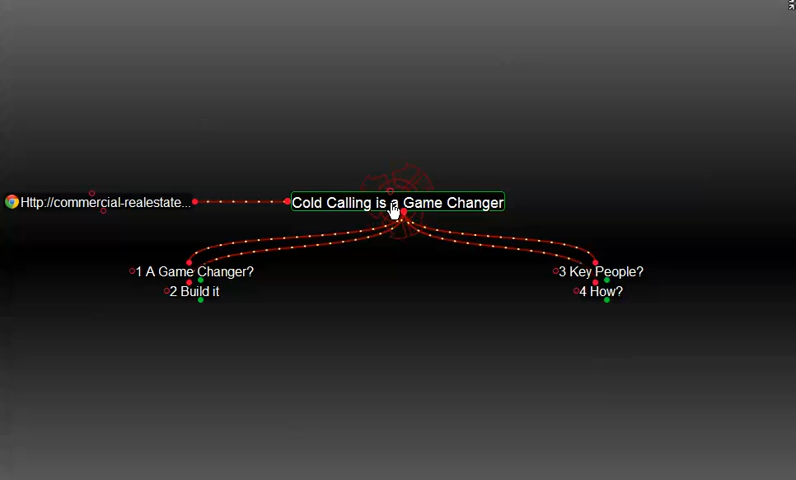 Http://commercial-realestate...
Cold Calling is a Game Changer
1 A Game Changer?
2 Build it
3 Key People?
4 How?